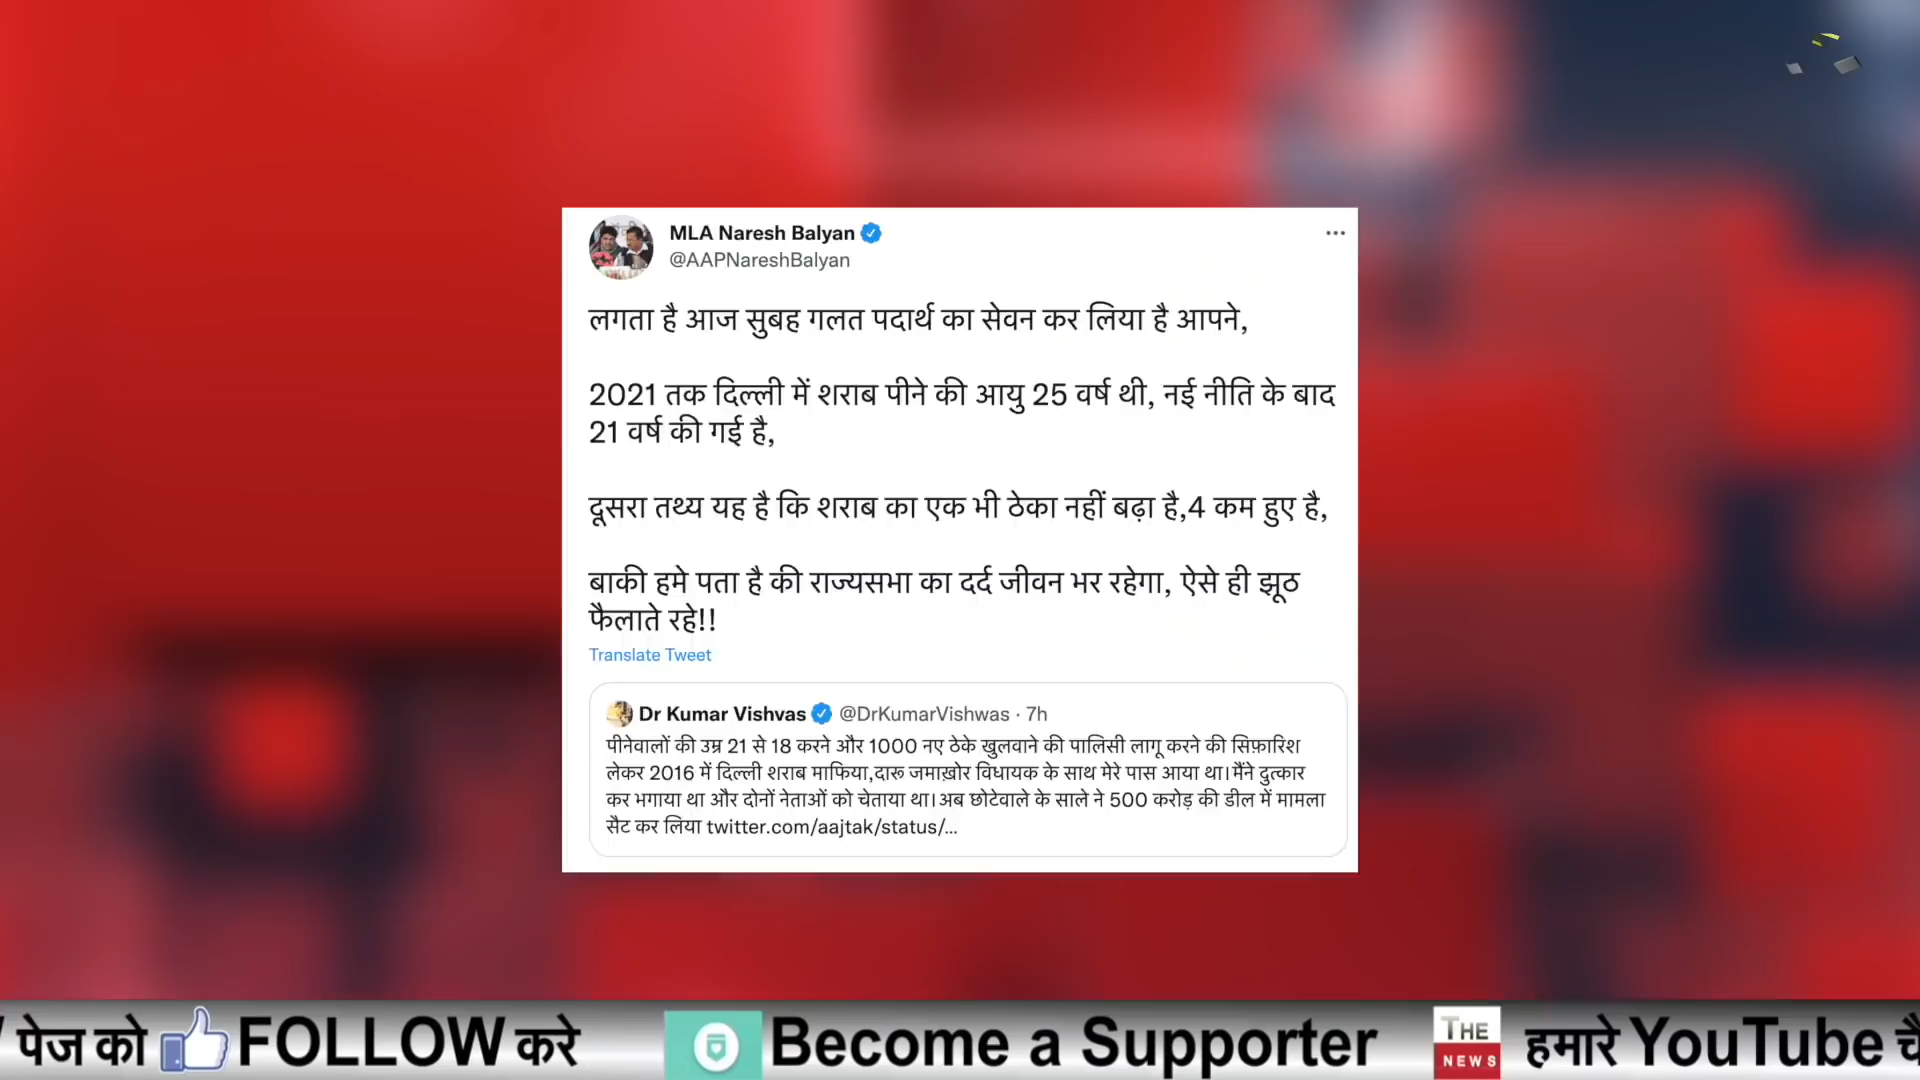 MLA Naresh Balyan
@AAPNareshBalyan
लगता है आज सुबह गलत पदार्थ का सेवन कर लिया है आपने,
2021 तक दिल्ली में शराब पीने की आयु 25 वर्ष थी, नई नीति के बाद
21 वर्ष की गई है,
दूसरा तथ्य यह है कि शराब का एक भी ठेका नहीं बढ़ा है,4 कम हुए है,
बाकी हमे पता है की राज्यसभा का दर्द जीवन भर रहेगा, ऐसे ही झूठ
फैलाते रहे!!
Translate Tweet
Dr Kumar Vishvas @DrKumarVishwas · 7h
पीनेवालों की उम्र 21 से 18 करने और 1000 नए ठेके खुलवाने की पालिसी लागू करने की सिफ़ारिश
लेकर 2016 में दिल्ली शराब माफिया,दारू जमाख़ोर विधायक के साथ मेरे पास आया था।मैंने दुत्कार
कर भगाया था और दोनों नेताओं को चेताया था।अब छोटेवाले के साले ने 500 करोड़ की डील में मामला
सैट कर लिया twitter.com/aajtak/status/...
पेज को FOLLOW करे Become a Supporter THE NEWS हमारे YouTube